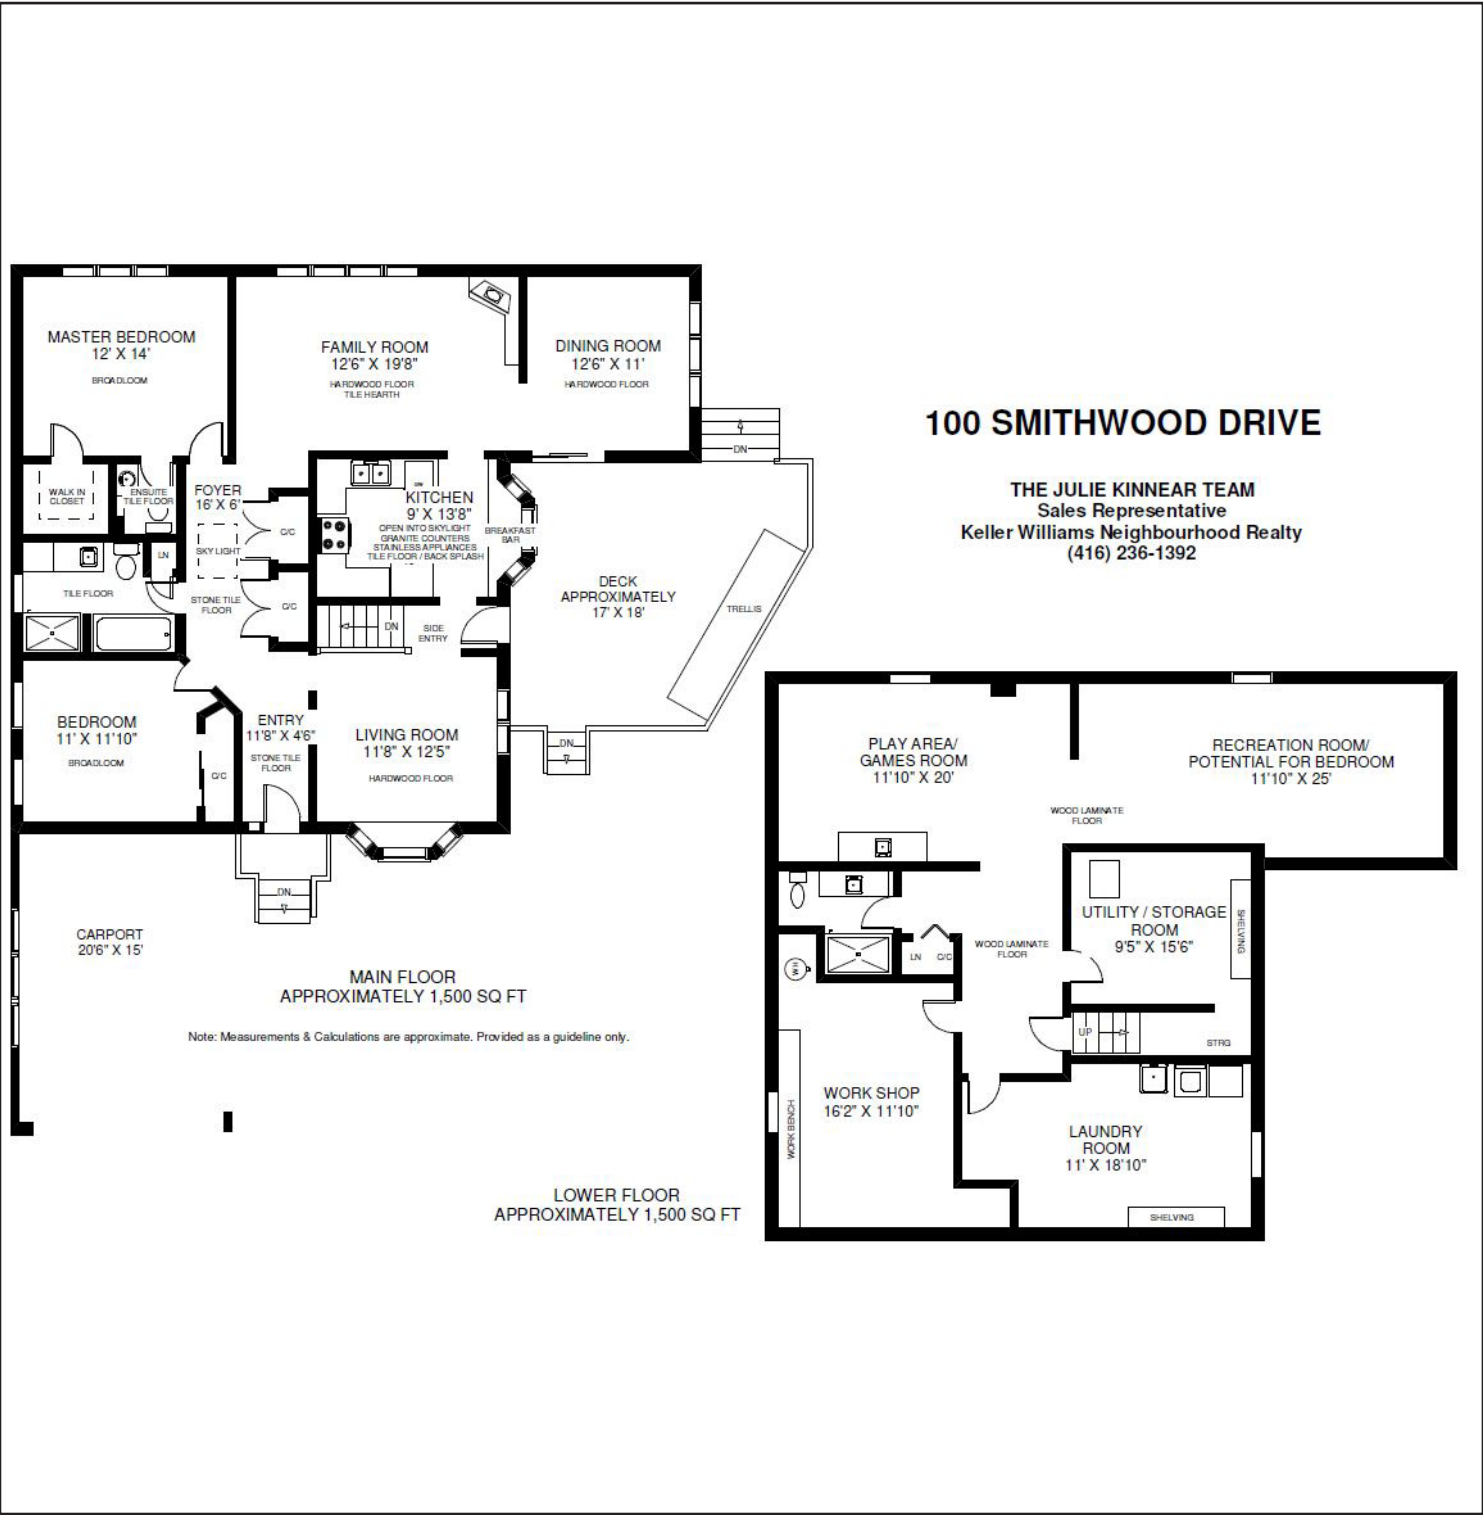 MASTER BEDROOM
12' X 14'
BROADLOOM
FAMILY ROOM
12'6" X 19'8"
HARDWOOD FLOOR
TILE HEARTH
DINING ROOM
12'6" X 11'
HARDWOOD FLOOR
DN
WALK IN
CLOSET
ENSUITE
TILE FLOOR
FOYER
16' X 6'
SKY LIGHT
STONE TILE
FLOOR
C/C
C/C
LN
TILE FLOOR
KITCHEN
9' X 13'8"
OPEN INTO SKYLIGHT
GRANITE COUNTERS
STAINLESS APPLIANCES
TILE FLOOR / BACK SPLASH
BREAKFAST
BAR
DN
SIDE
ENTRY
DECK
APPROXIMATELY
17' X 18'
TRELLIS
DN
BEDROOM
11' X 11'10"
BROADLOOM
C/C
ENTRY
11'8" X 4'6"
STONE TILE
FLOOR
LIVING ROOM
11'8" X 12'5"
HARDWOOD FLOOR
DN
CARPORT
20'6" X 15'
MAIN FLOOR
APPROXIMATELY 1,500 SQ FT
Note: Measurements & Calculations are approximate. Provided as a guideline only.
100 SMITHWOOD DRIVE
THE JULIE KINNEAR TEAM
Sales Representative
Keller Williams Neighbourhood Realty
(416) 236-1392
PLAY AREA/
GAMES ROOM
11'10" X 20'
WOOD LAMINATE
FLOOR
RECREATION ROOM/
POTENTIAL FOR BEDROOM
11'10" X 25'
UTILITY / STORAGE
ROOM
9'5" X 15'6"
SHELVING
WOOD LAMINATE
FLOOR
LN
C/C
WH
UP
STRG
WORK SHOP
16'2" X 11'10"
WORK BENCH
LAUNDRY
ROOM
11' X 18'10"
SHELVING
LOWER FLOOR
APPROXIMATELY 1,500 SQ FT